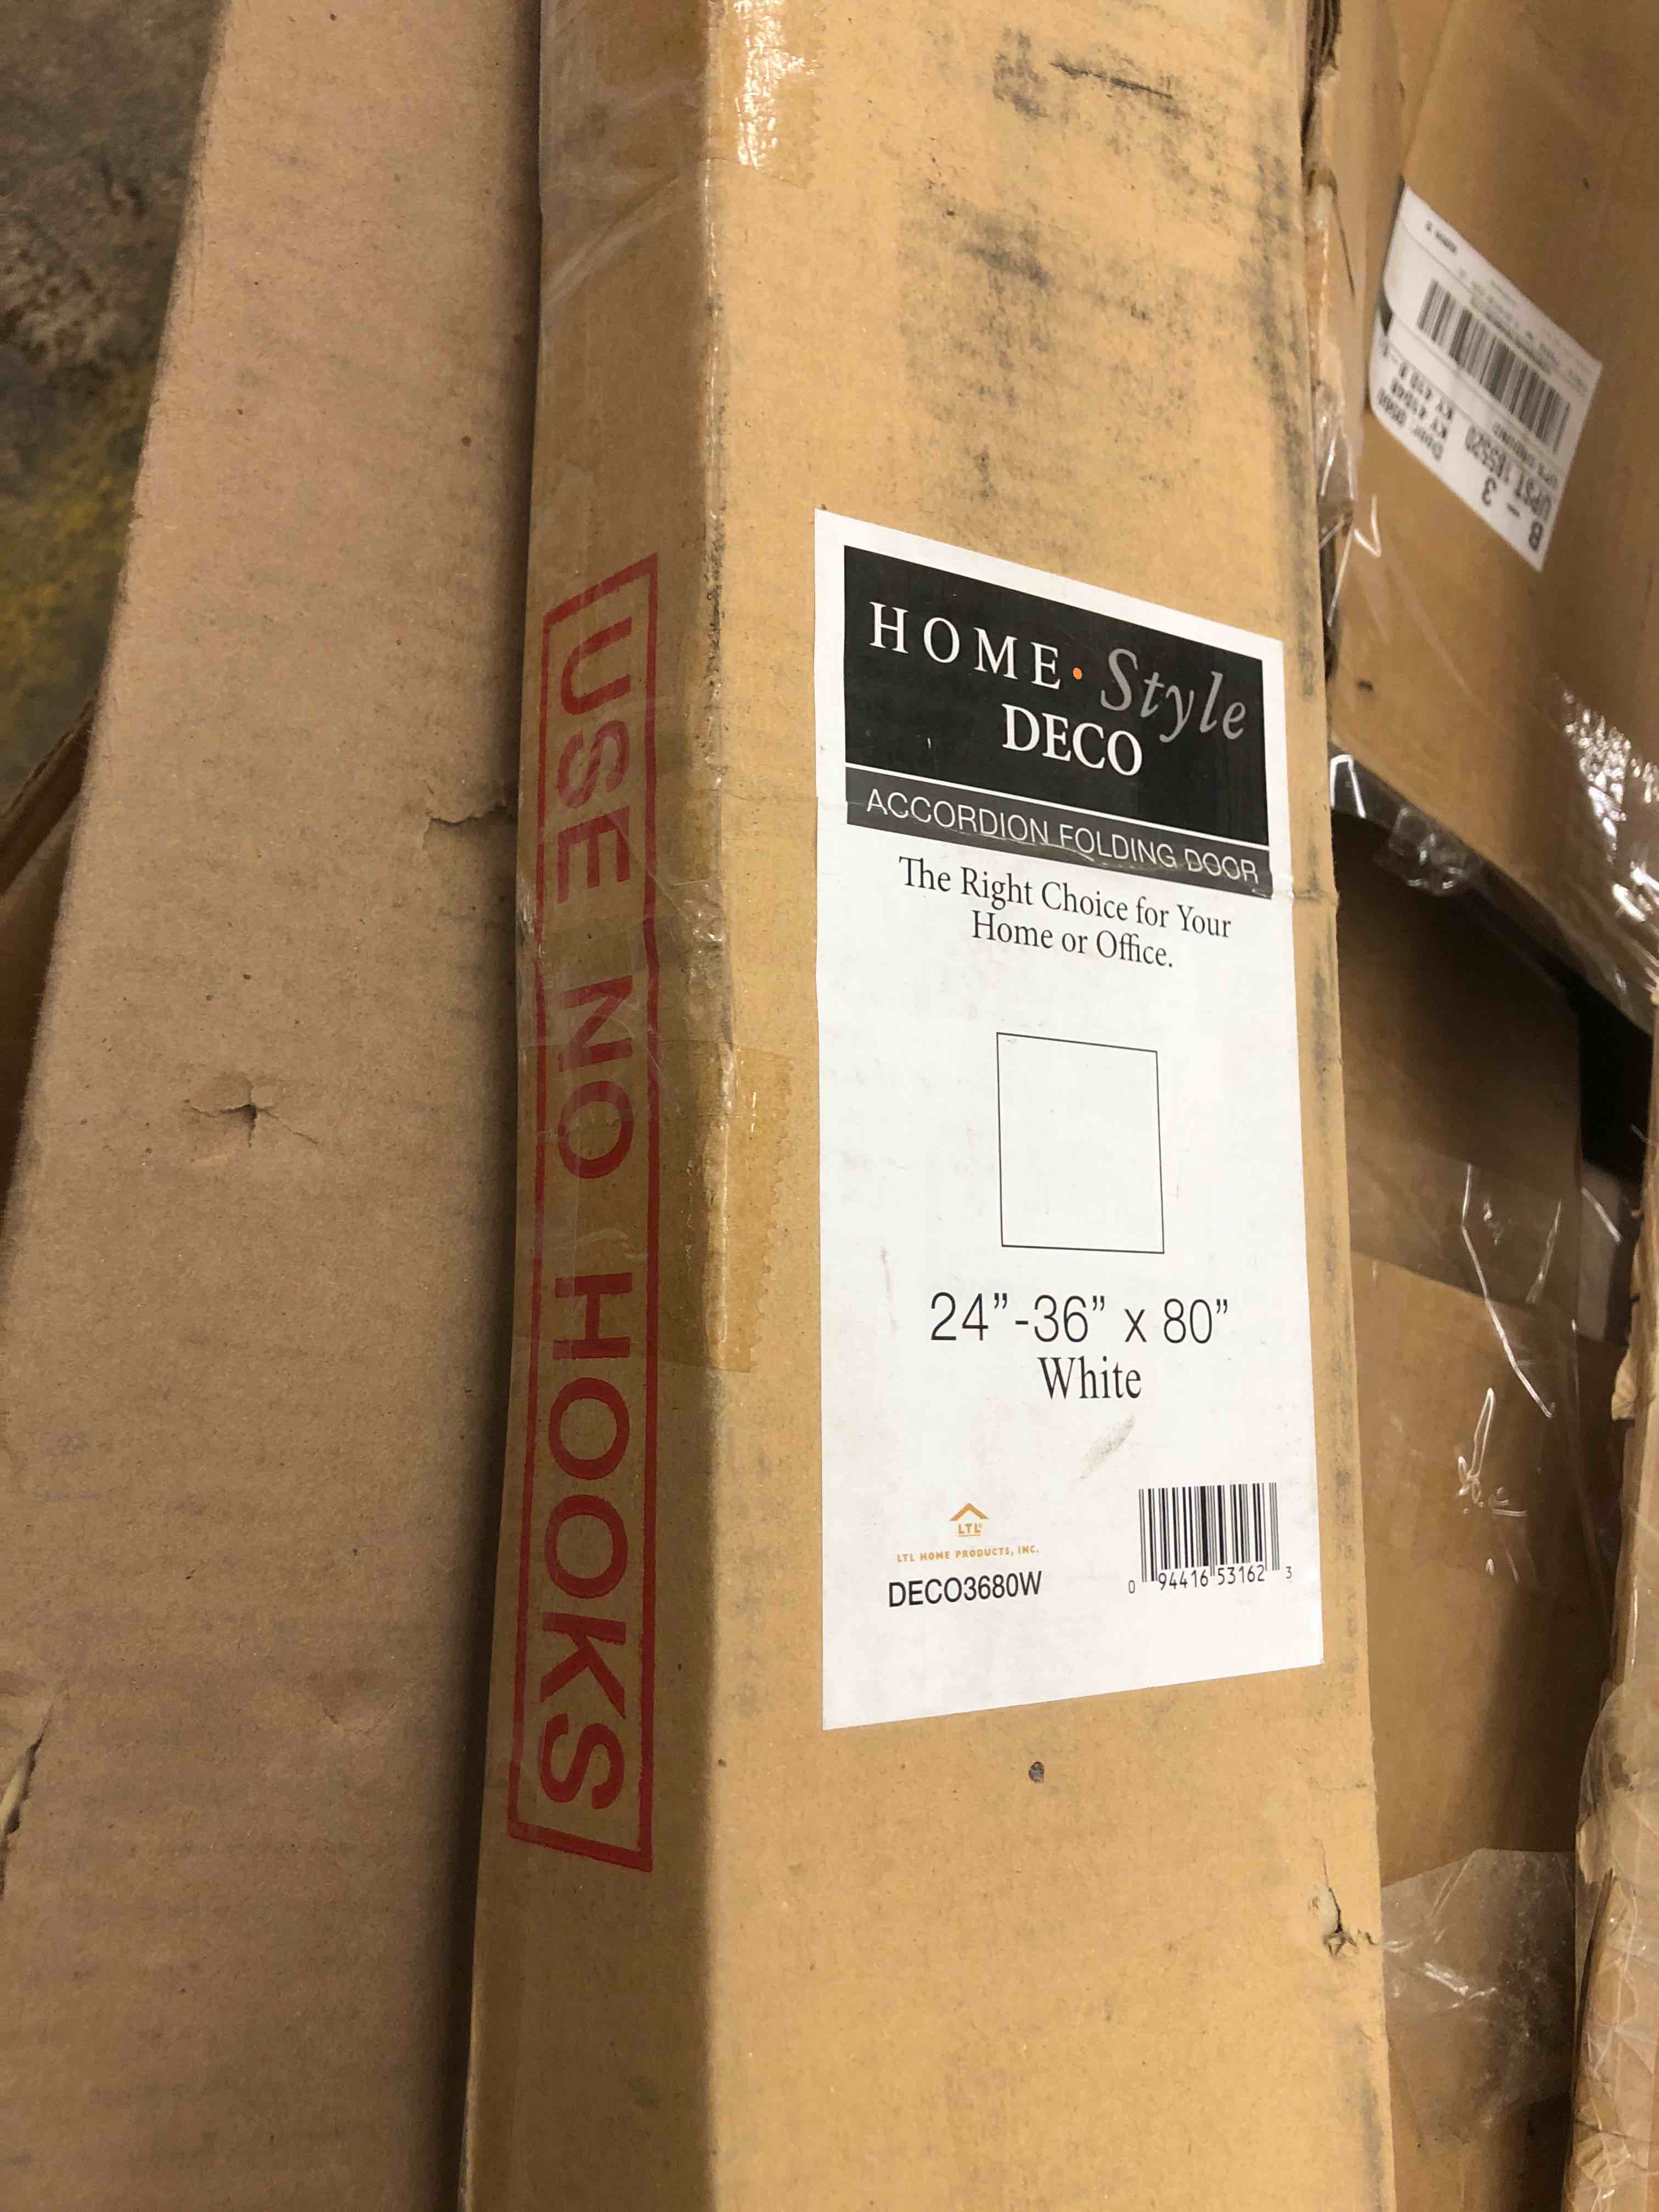 USE NO HOOKS
HOME • Style
DECO
ACCORDION FOLDING DOOR
The Right Choice for Your
Home or Office.
24”-36” x 80”
White
LTL
LTL HOME PRODUCTS, INC.
DECO3680W
0 94416 53162 3
B - 3